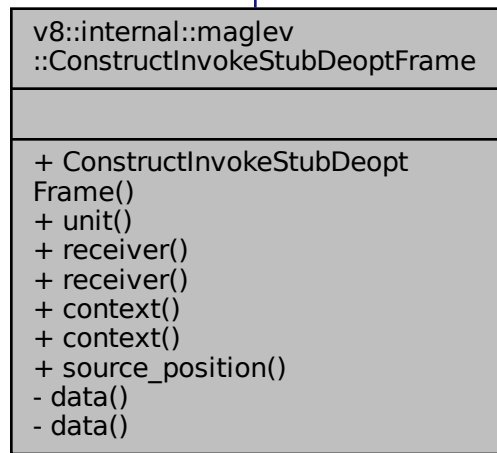 v8::internal::maglev
::ConstructInvokeStubDeoptFrame
+ ConstructInvokeStubDeopt
Frame()
+ unit()
+ receiver()
+ receiver()
+ context()
+ context()
+ source_position()
- data()
- data()